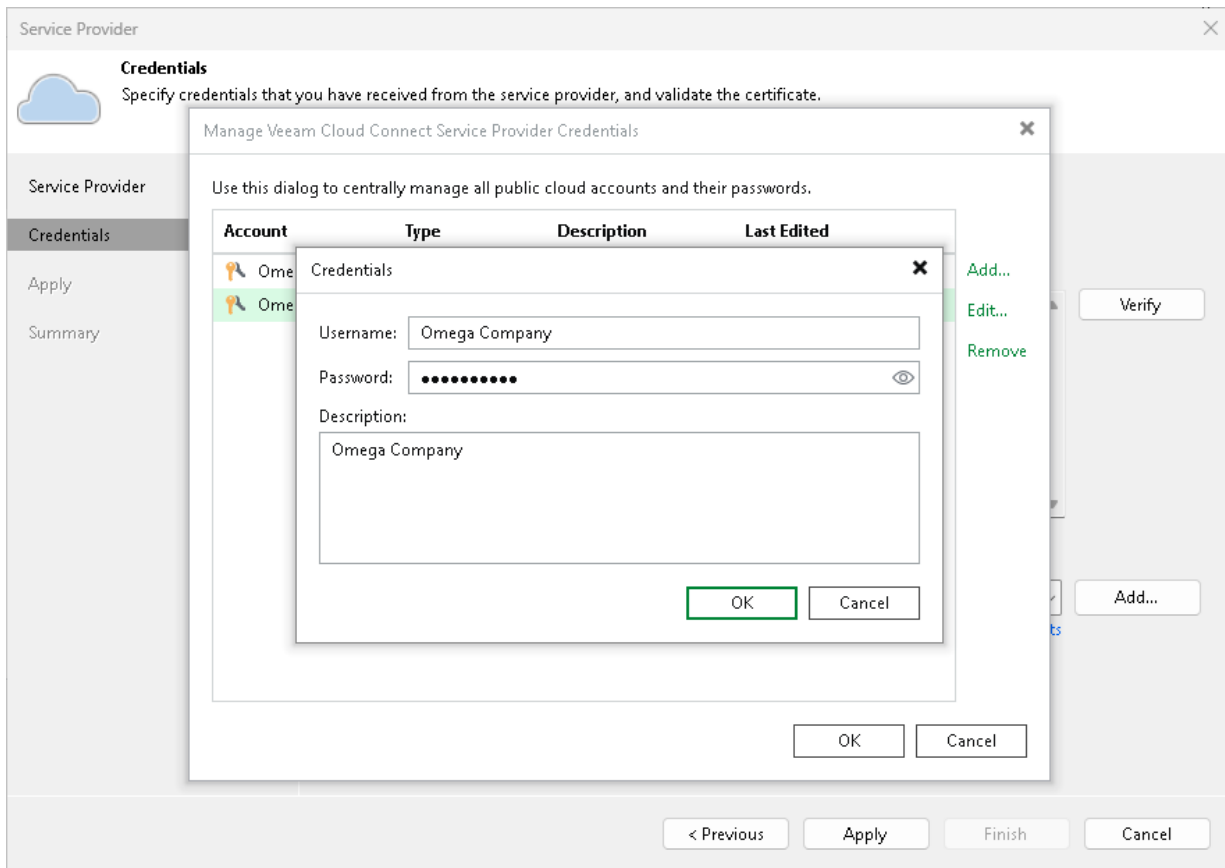 Service Provider
Credentials
Specify credentials that you have received from the service provider, and validate the certificate.
Manage Veeam Cloud Connect Service Provider Credentials
Service Provider
Credentials
Apply
Summary
Use this dialog to centrally manage all public cloud accounts and their passwords.
Account Type Description Last Edited
Ome
Ome
Add...
Edit...
Remove
Credentials
Username: Omega Company
Password: ●●●●●●●●●●
Description:
Omega Company
OK Cancel
OK Cancel
Verify
Add...
ts
< Previous Apply Finish Cancel